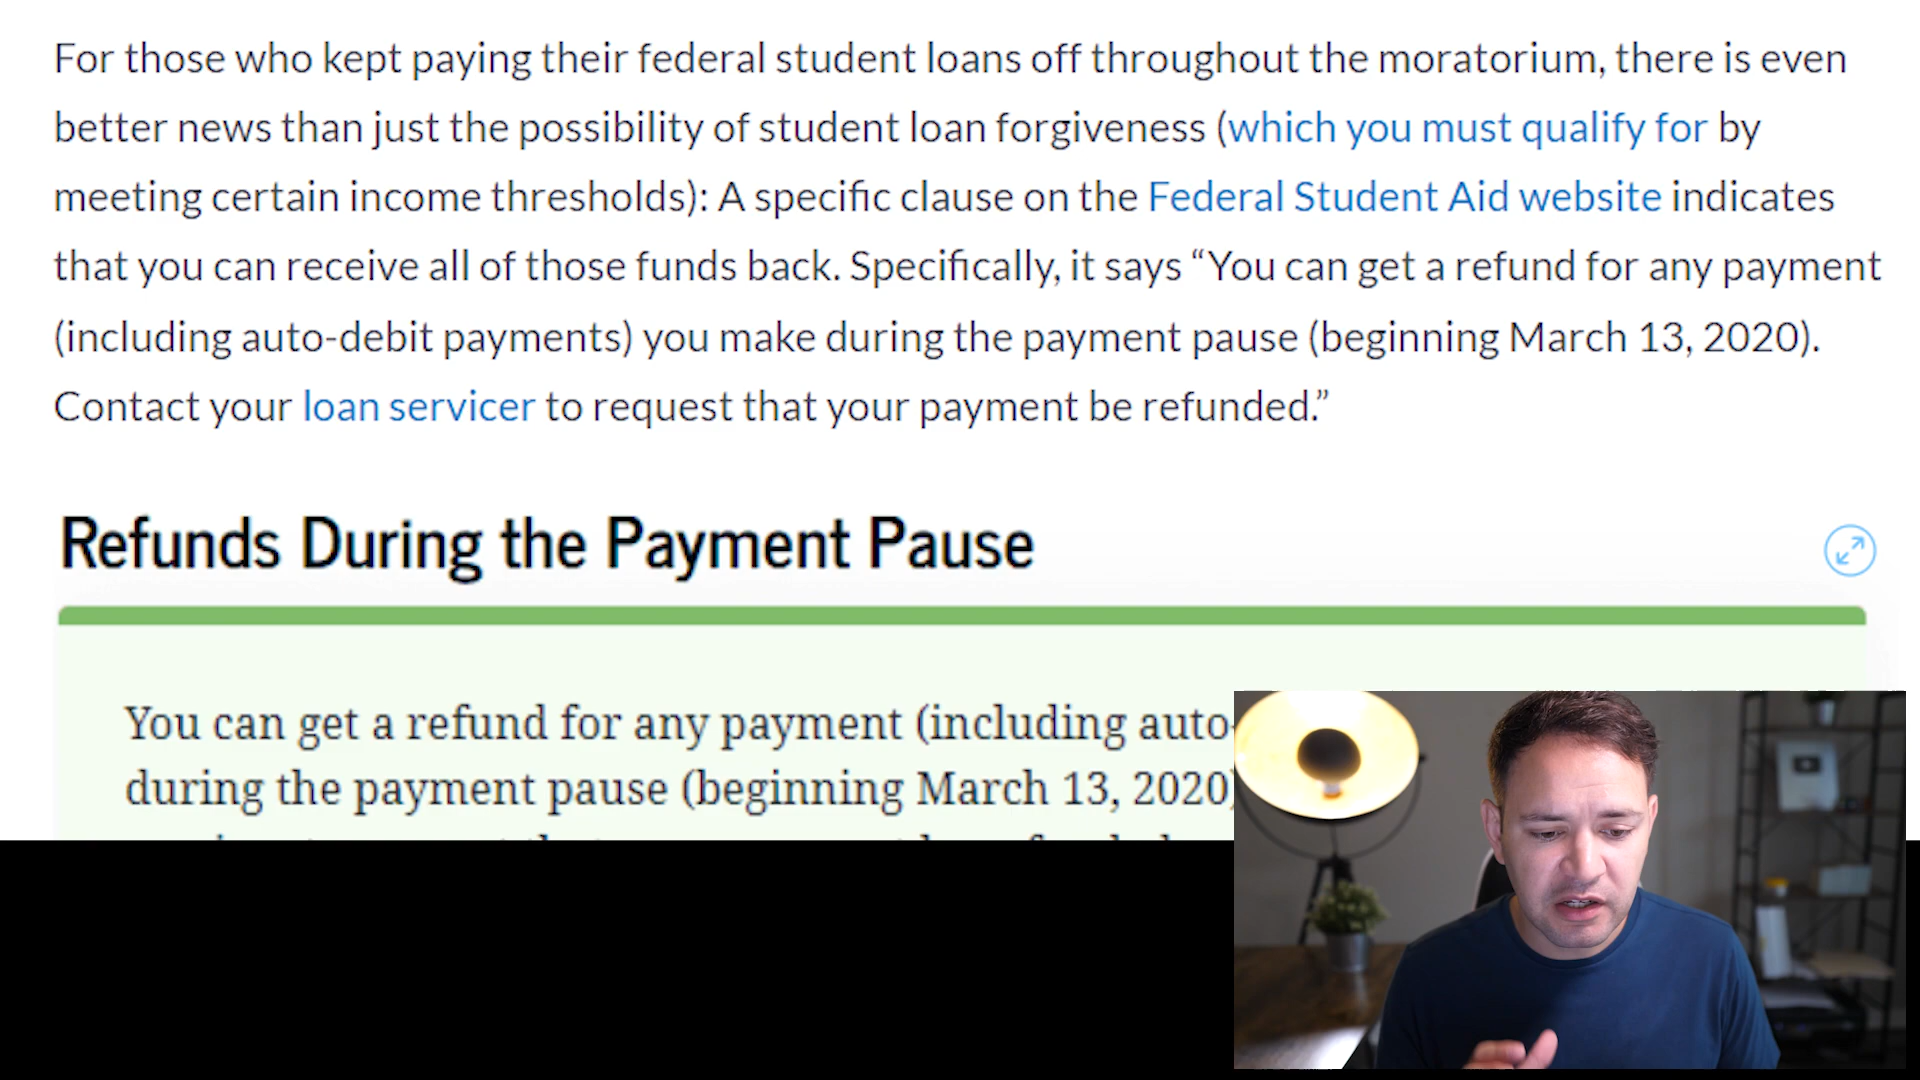 For those who kept paying their federal student loans off throughout the moratorium, there is even
better news than just the possibility of student loan forgiveness (which you must qualify for by
meeting certain income thresholds): A specific clause on the Federal Student Aid website indicates
that you can receive all of those funds back. Specifically, it says “You can get a refund for any payment
(including auto-debit payments) you make during the payment pause (beginning March 13, 2020).
Contact your loan servicer to request that your payment be refunded.”
Refunds During the Payment Pause
You can get a refund for any payment (including auto-
during the payment pause (beginning March 13, 2020)